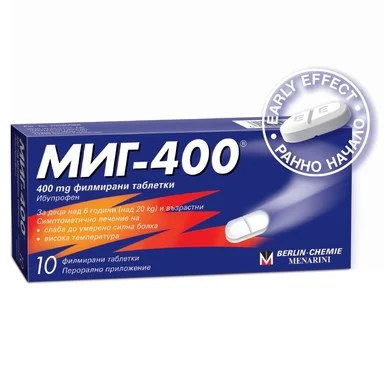 EARLY EFFECT
РАННО НАЧАЛО
МИГ-400®
400 mg филмирани таблетки
Ибупрофен
За деца над 6 години (над 20 kg) и възрастни
Симптоматично лечение на
• слаба до умерено силна болка
• висока температура
10 филмирани таблетки
Перорално приложение
BERLIN-CHEMIE
MENARINI
МИГ-400